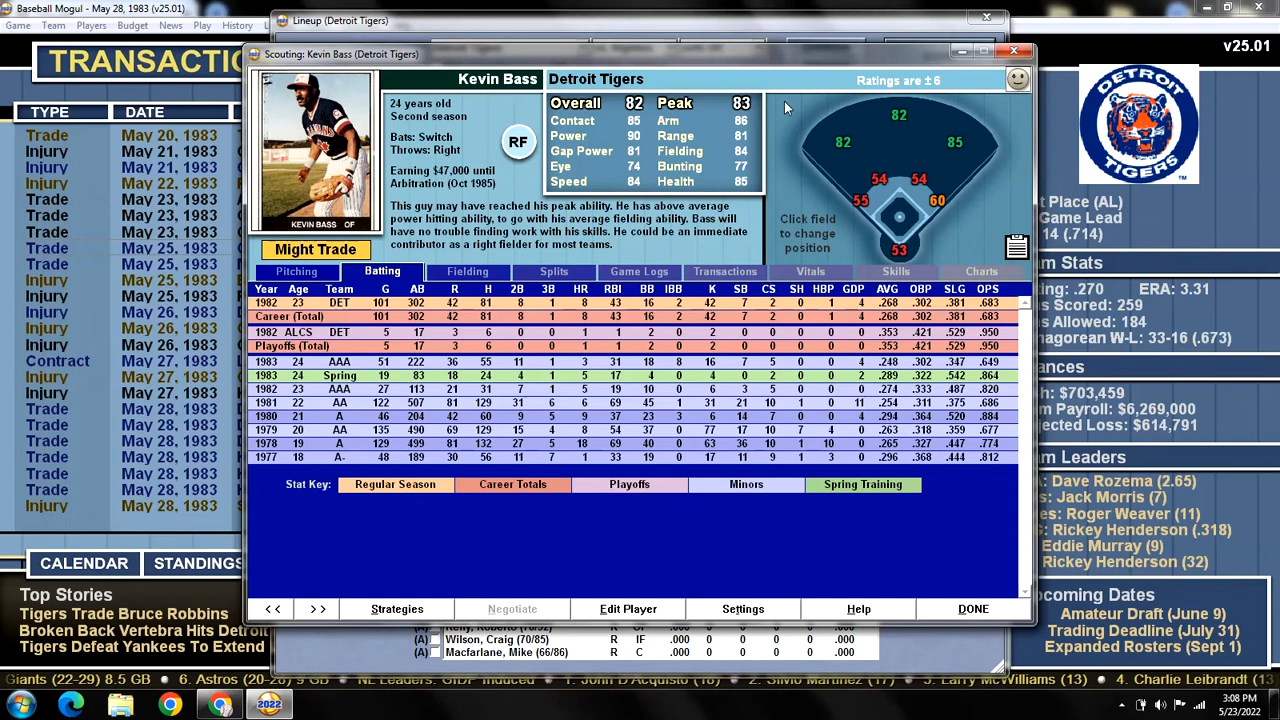 Baseball Mogul - May 28, 1983 (v25.01)
Game Team Players Budget News Play History
v25.01
TRANSACTIO
TYPE DATE
Trade May 20, 1983
Injury May 21, 1983
Injury May 21, 1983
Injury May 22, 1983
Trade May 23, 1983
Trade May 23, 1983
Trade May 23, 1983
Trade May 25, 1983
Trade May 25, 1983
Injury May 25, 1983
Injury May 26, 1983
Injury May 26, 1983
Injury May 26, 1983
Injury May 26, 1983
Contract May 27, 1983
Injury May 27, 1983
Injury May 27, 1983
Trade May 28, 1983
Trade May 28, 1983
Trade May 28, 1983
Trade May 28, 1983
Trade May 28, 1983
Trade May 28, 1983
Injury May 28, 1983
CALENDAR STANDINGS
Top Stories
Tigers Trade Bruce Robbins
Broken Back Vertebra Hits Detroit
Tigers Defeat Yankees To Extend
Lineup (Detroit Tigers)
Scouting: Kevin Bass (Detroit Tigers)
KEVIN BASS OF
Might Trade
Kevin Bass
24 years old
Second season
Bats: Switch
Throws: Right
Earning $47,000 until
Arbitration (Oct 1985)
RF
Detroit Tigers
Ratings are ± 6
Overall 82 Peak 83
Contact 85 Arm 86
Power 90 Range 81
Gap Power 81 Fielding 84
Eye 74 Bunting 77
Speed 84 Health 85
This guy may have reached his peak ability. He has above average
power hitting ability, to go with his average fielding ability. Bass will
have no trouble finding work with his skills. He could be an immediate
contributor as a right fielder for most teams.
82
82 85
54 54
55 60
53
Click field
to change
position
Pitching Batting Fielding Splits Game Logs Transactions Vitals Skills Charts
Year Age Team G AB R H 2B 3B HR RBI BB IBB K SB CS SH HBP GDP AVG OBP SLG OPS
1982 23 DET 101 302 42 81 8 1 8 43 16 2 42 7 2 0 1 4 .268 .302 .381 .683
Career (Total) 101 302 42 81 8 1 8 43 16 2 42 7 2 0 1 4 .268 .302 .381 .683
1982 ALCS DET 5 17 3 6 0 0 1 1 2 0 2 0 0 0 0 0 .353 .421 .529 .950
Playoffs (Total) 5 17 3 6 0 0 1 1 2 0 2 0 0 0 0 0 .353 .421 .529 .950
1983 24 AAA 51 222 36 55 11 1 3 31 18 8 16 7 5 0 0 4 .248 .302 .347 .649
1983 24 Spring 19 83 18 24 4 1 5 17 4 0 4 0 2 0 0 2 .289 .322 .542 .864
1982 23 AAA 27 113 21 31 7 1 5 19 10 0 6 3 5 0 0 0 .274 .333 .487 .820
1981 22 AA 122 507 81 129 31 6 6 69 45 1 31 21 10 1 0 11 .254 .311 .375 .686
1980 21 A 46 204 42 60 9 5 9 37 23 3 6 14 7 0 0 4 .294 .364 .520 .884
1979 20 AA 135 490 69 129 15 4 8 54 37 0 77 17 10 7 4 0 .263 .318 .359 .677
1978 19 A 129 499 81 132 27 5 18 69 40 0 63 36 10 1 10 0 .265 .327 .447 .774
1977 18 A- 48 189 30 56 11 7 1 33 19 0 17 11 9 1 3 0 .296 .368 .444 .812
Stat Key: Regular Season Career Totals Playoffs Minors Spring Training
<< >> Strategies Negotiate Edit Player Settings Help DONE
(A) Wilson, Craig (70/85) R IF .000 0 0 0 0 0 .000 .000 .000
(A) Macfarlane, Mike (66/86) R C .000 0 0 0 0 0 .000 .000 .000
DETROIT
TIGERS
t Place (AL)
Game Lead
14 (.714)
am Stats
ting: .270 ERA: 3.31
s Scored: 259
s Allowed: 184
hagorean W-L: 33-16 (.673)
ances
h: $703,459
m Payroll: $6,269,000
jected Loss: $614,791
am Leaders
A: Dave Rozema (2.65)
s: Jack Morris (7)
es: Roger Weaver (11)
G: Rickey Henderson (.318)
Eddie Murray (9)
Rickey Henderson (32)
pcoming Dates
Amateur Draft (June 9)
Trading Deadline (July 31)
Expanded Rosters (Sept 1)
Giants (22-29) 8.5 GB 6. Astros (20-28) 9 GB NL Leaders: GIDP Induced 1. John D'Acquisto (18) 2. Silvio Martinez (17) 3. Larry McWilliams (13) 4. Charlie Leibrandt (13
2022
3:08 PM
5/23/2022